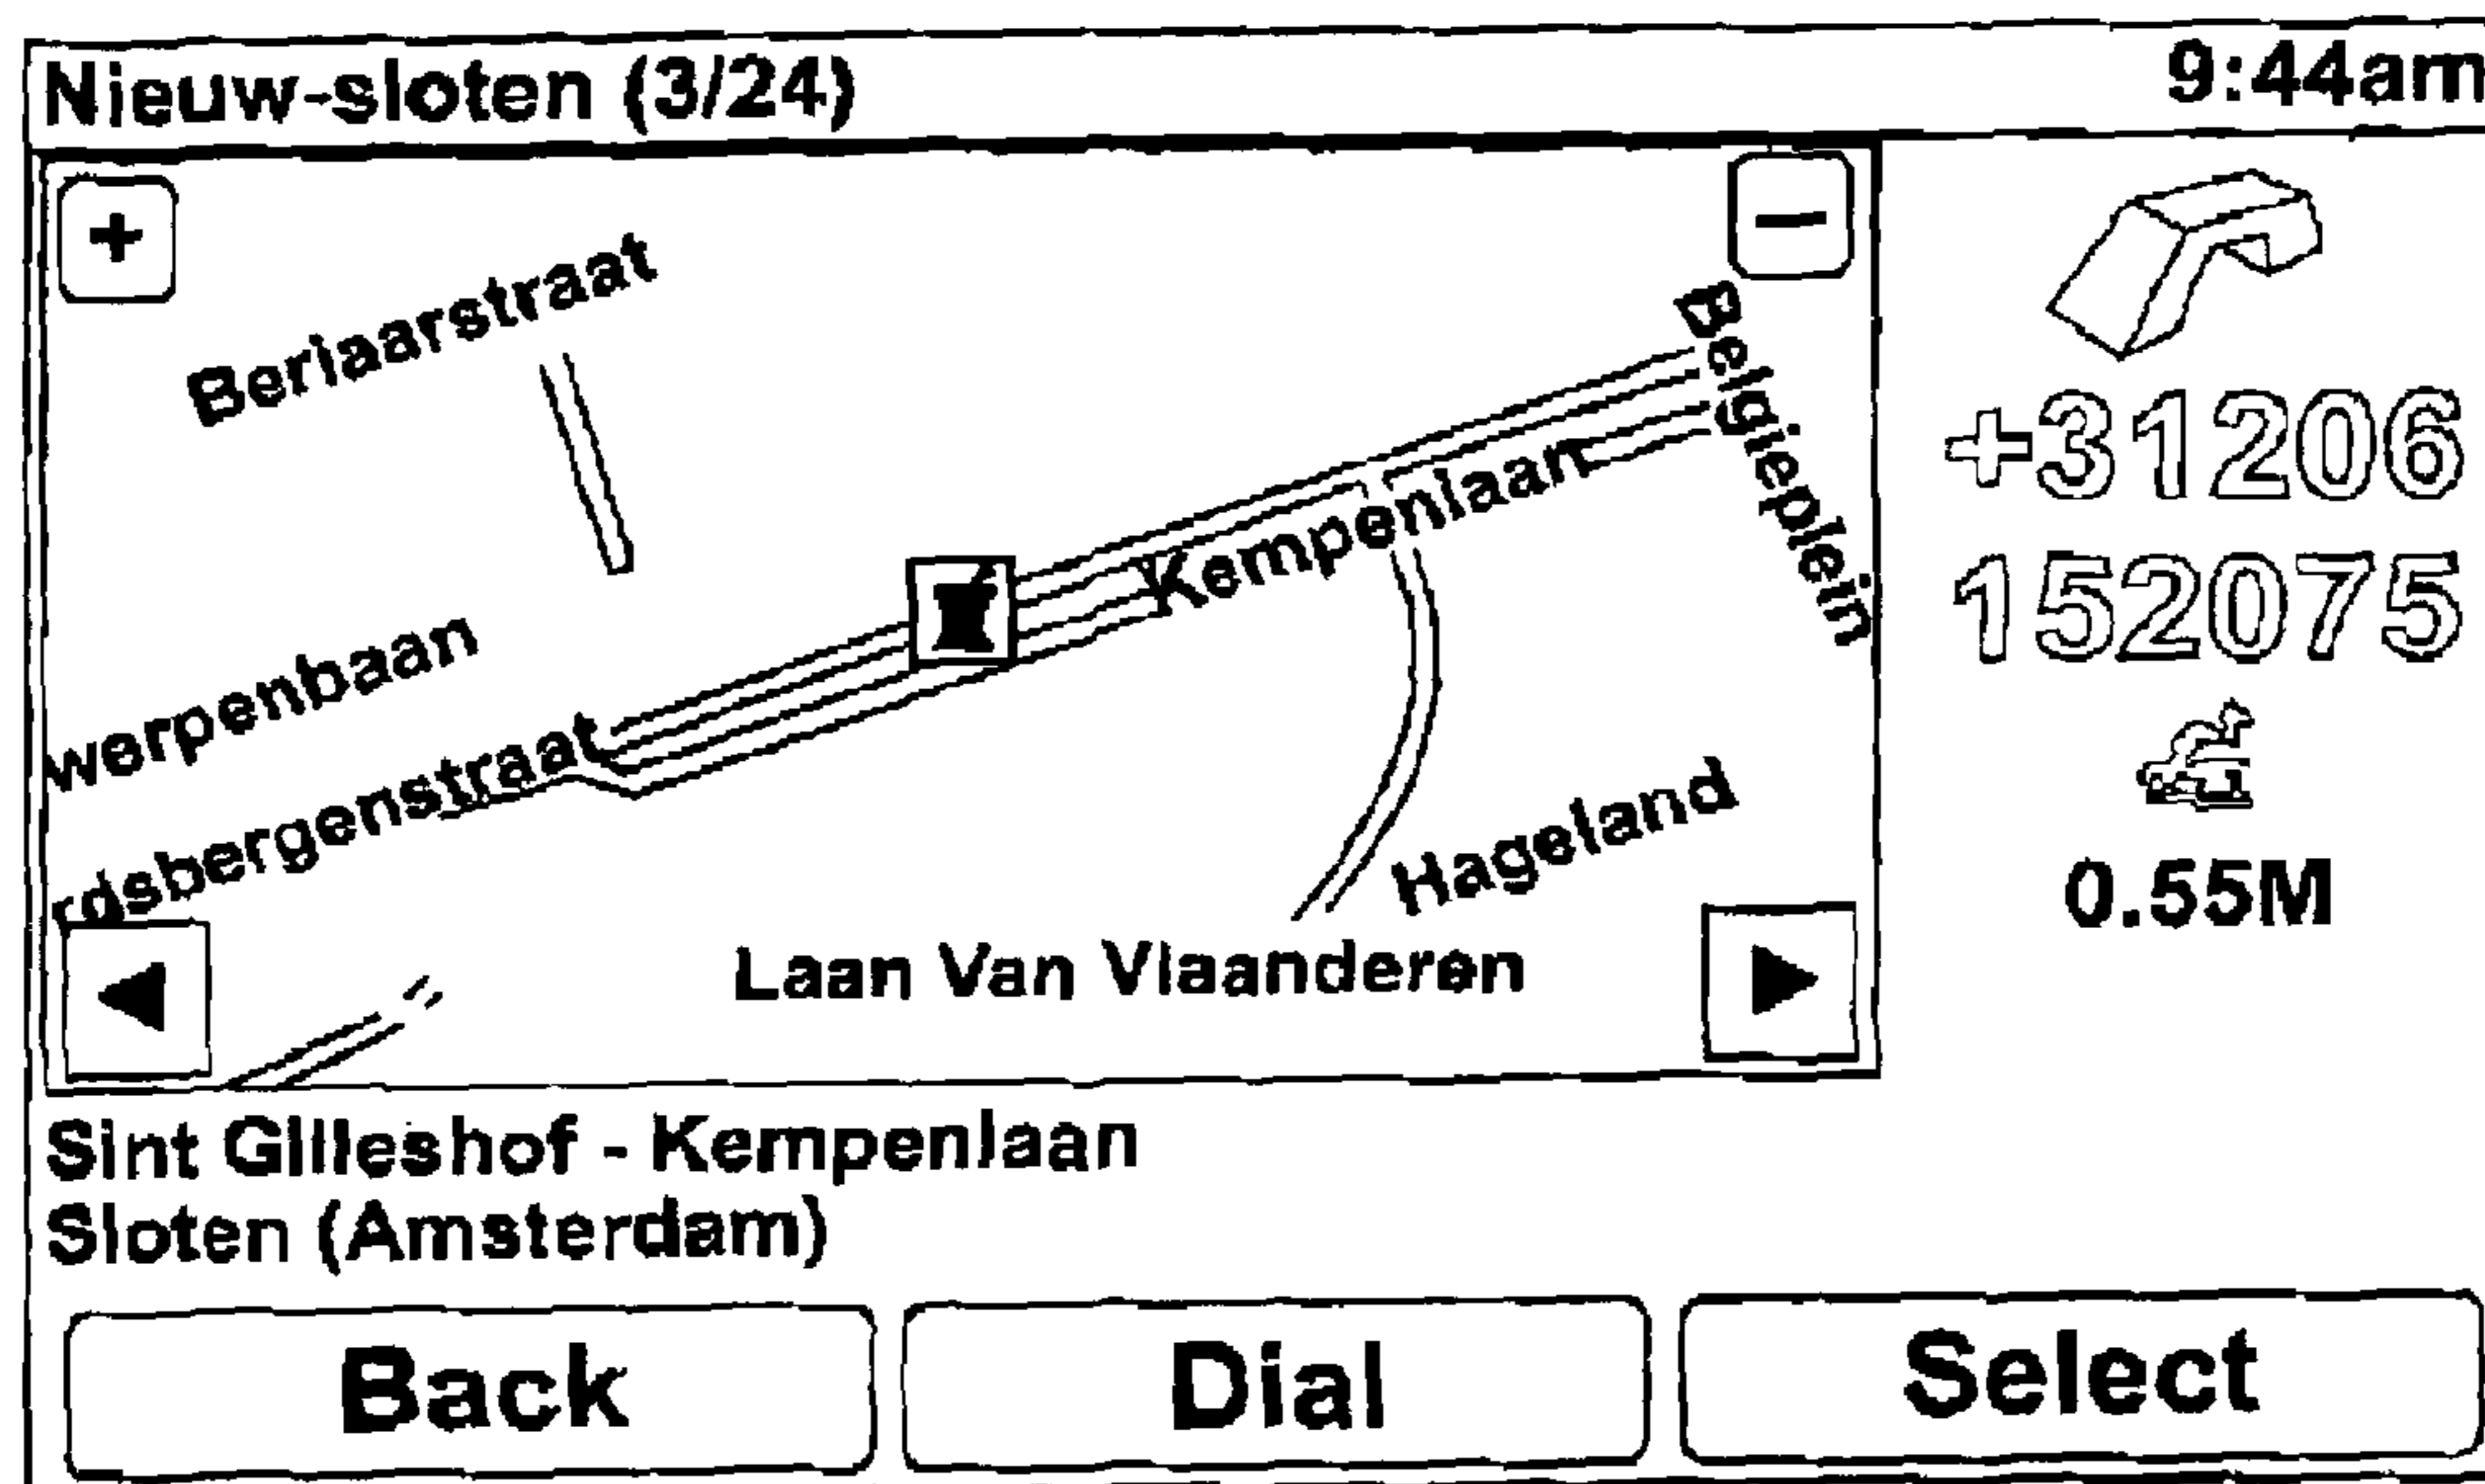 Nieuw-sloten (3/24)
9:44am
+
−
Berlaarstraat
Belgieplein
Kempenlaan
werpenbaan
rdsbergenstraat
Hageland
Laan Van Vlaanderen
+31206
152075
0.55M
Sint Gilleshof - Kempenlaan
Sloten (Amsterdam)
Back
Dial
Select